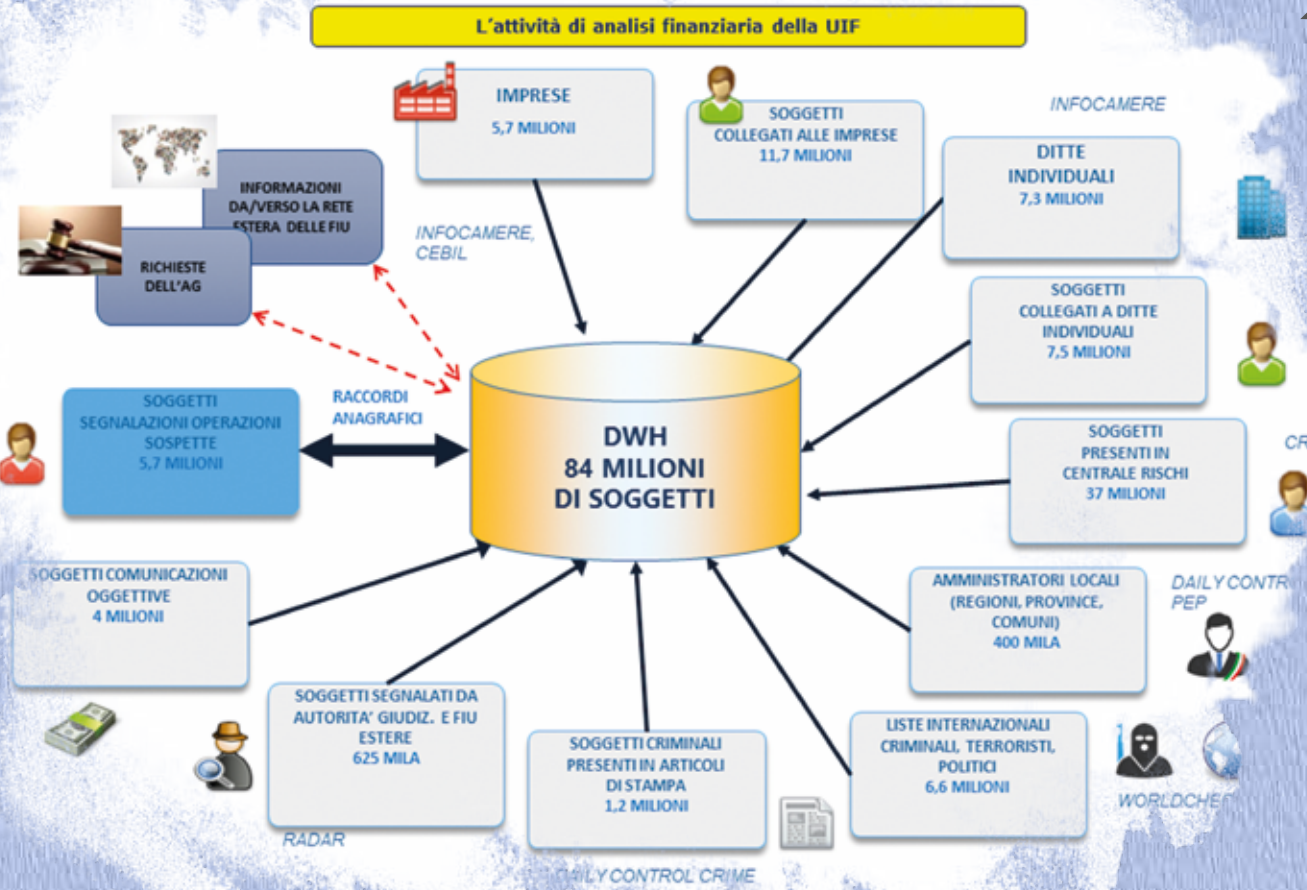 L'attività di analisi finanziaria della UIF
IMPRESE
5,7 MILIONI
SOGGETTI
COLLEGATI ALLE IMPRESE
11,7 MILIONI
INFOCAMERE
DITTE
INDIVIDUALI
7,3 MILIONI
INFORMAZIONI
DA/VERSO LA RETE
ESTERA DELLE FIU
INFOCAMERE,
CEBIL
RICHIESTE
DELL'AG
SOGGETTI
COLLEGATI A DITTE
INDIVIDUALI
7,5 MILIONI
SOGGETTI
SEGNALAZIONI OPERAZIONI
SOSPETTE
5,7 MILIONI
RACCORDI
ANAGRAFICI
DWH
84 MILIONI
DI SOGGETTI
SOGGETTI
PRESENTI IN
CENTRALE RISCHI
37 MILIONI
CR
SOGGETTI COMUNICAZIONI
OGGETTIVE
4 MILIONI
AMMINISTRATORI LOCALI
(REGIONI, PROVINCE,
COMUNI)
400 MILA
DAILY CONTR
PEP
SOGGETTI SEGNALATI DA
AUTORITA' GIUDIZ. E FIU
ESTERE
625 MILA
RADAR
SOGGETTI CRIMINALI
PRESENTI IN ARTICOLI
DI STAMPA
1,2 MILIONI
DAILY CONTROL CRIME
LISTE INTERNAZIONALI
CRIMINALI, TERRORISTI,
POLITICI
6,6 MILIONI